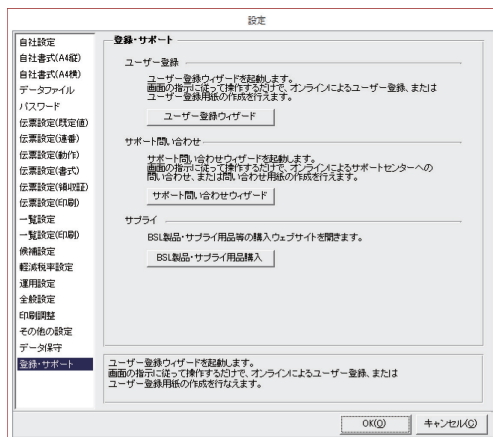 設定
自社設定
自社書式(A4縦)
自社書式(A4横)
データファイル
パスワード
伝票設定(既定値)
伝票設定(連番)
伝票設定(動作)
伝票設定(書式)
伝票設定(領収証)
伝票設定(印刷)
一覧設定
一覧設定(印刷)
候補設定
軽減税率設定
運用設定
全般設定
印刷調整
その他の設定
データ保守
登録・サポート
登録・サポート
ユーザー登録
ユーザー登録ウィザードを起動します。
画面の指示に従って操作するだけで、オンラインによるユーザー登録、または
ユーザー登録用紙の作成を行えます。
ユーザー登録ウィザード
サポート問い合わせ
サポート問い合わせウィザードを起動します。
画面の指示に従って操作するだけで、オンラインによるサポートセンターへの
問い合わせ、または問い合わせ用紙の作成が行えます。
サポート問い合わせウィザード
サプライ
BSL製品・サプライ用品等の購入ウェブサイトを開きます。
BSL製品・サプライ用品購入
ユーザー登録ウィザードを起動します。
画面の指示に従って操作するだけで、オンラインによるユーザー登録、または
ユーザー登録用紙の作成を行なえます。
OK(O)
キャンセル(C)